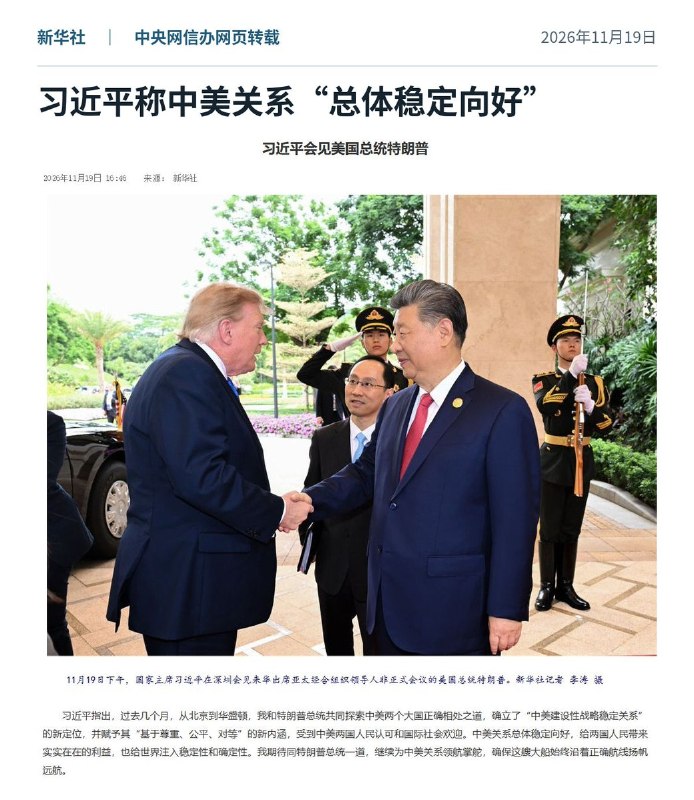 新华社 ｜ 中央网信办网页转载
2026年11月19日
习近平称中美关系“总体稳定向好”
习近平会见美国总统特朗普
2026年11月19日 16:46 来源： 新华社
11月19日下午，国家主席习近平在深圳会见来华出席亚太经合组织领导人非正式会议的美国总统特朗普。新华社记者 李涛 摄
习近平指出，过去几个月，从北京到华盛顿，我和特朗普总统共同探索中美两个大国正确相处之道，确立了“中美建设性战略稳定关系”
的新定位，并赋予其“基于尊重、公平、对等”的新内涵，受到中美两国人民认可和国际社会欢迎。中美关系总体稳定向好，给两国人民带来
实实在在的利益，也给世界注入稳定性和确定性。我期待同特朗普总统一道，继续为中美关系领航掌舵，确保这艘大船始终沿着正确航线扬帆
远航。